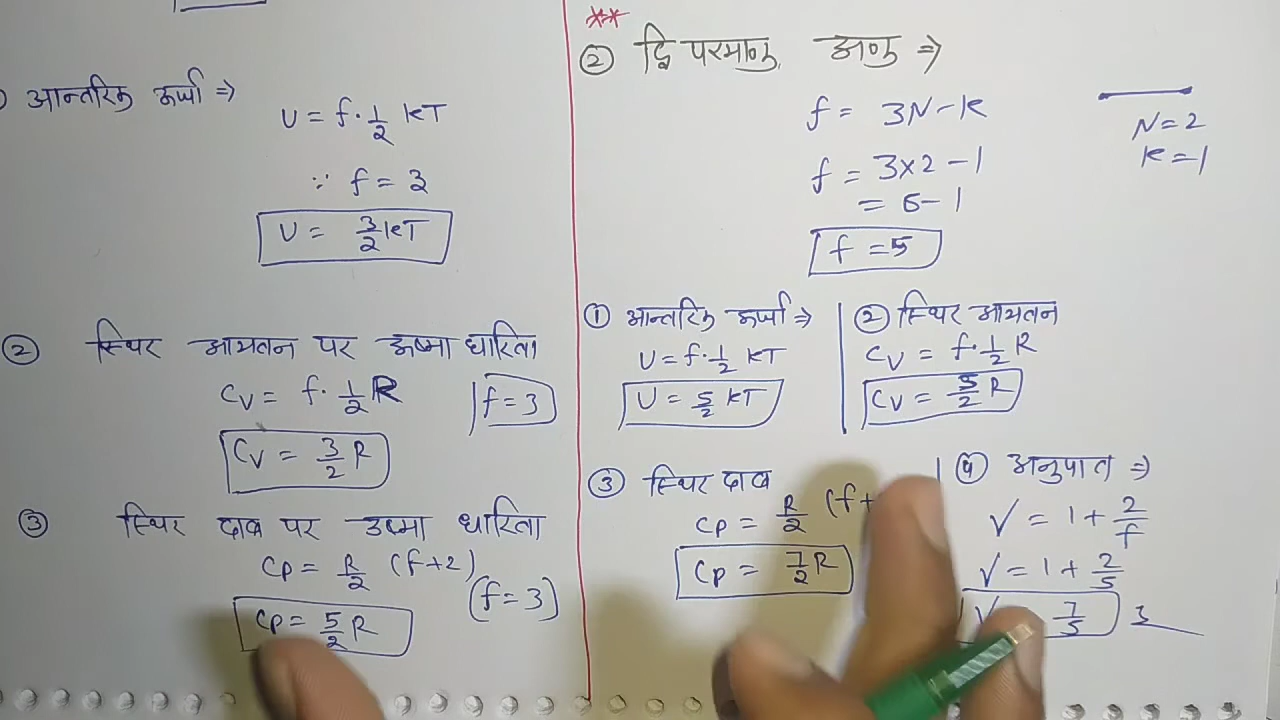 आन्तरिक ऊर्जा ⇒
U = f · 1/2 KT
∵ f = 3
U = 3/2 KT
② स्थिर आयतन पर ऊष्मा धारिता
Cv = f · 1/2 R
f = 3
Cv = 3/2 R
③ स्थिर दाब पर उष्मा धारिता
Cp = R/2 (f+2)
(f = 3)
Cp = 5/2 R
**
② द्वि परमाणु अणु ⇒
f = 3N - K
N = 2
K = 1
f = 3×2 - 1
= 6 - 1
f = 5
① आन्तरिक ऊर्जा ⇒
U = f · 1/2 KT
U = 5/2 KT
② स्थिर आयतन
Cv = f · 1/2 R
Cv = 5/2 R
③ स्थिर दाब
Cp = R/2 (f+
Cp = 7/2 R
④ अनुपात ⇒
γ = 1 + 2/f
γ = 1 + 2/5
γ 7/5